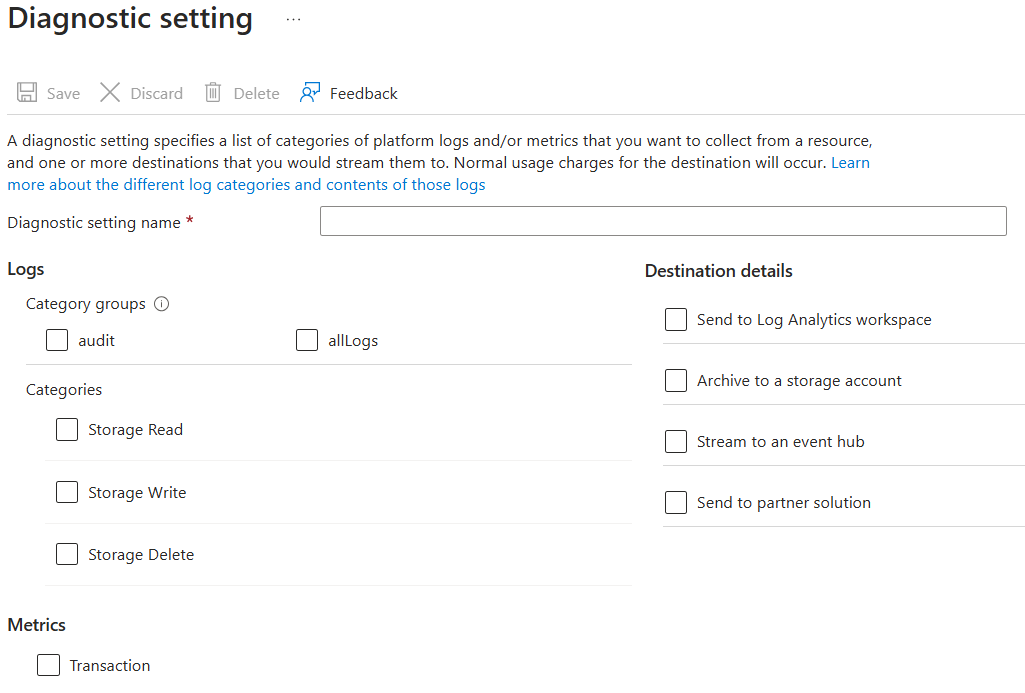 Diagnostic setting ...
Save Discard Delete Feedback
A diagnostic setting specifies a list of categories of platform logs and/or metrics that you want to collect from a resource,
and one or more destinations that you would stream them to. Normal usage charges for the destination will occur. Learn
more about the different log categories and contents of those logs
Diagnostic setting name *
Logs
Category groups
audit allLogs
Categories
Storage Read
Storage Write
Storage Delete
Metrics
Transaction
Destination details
Send to Log Analytics workspace
Archive to a storage account
Stream to an event hub
Send to partner solution